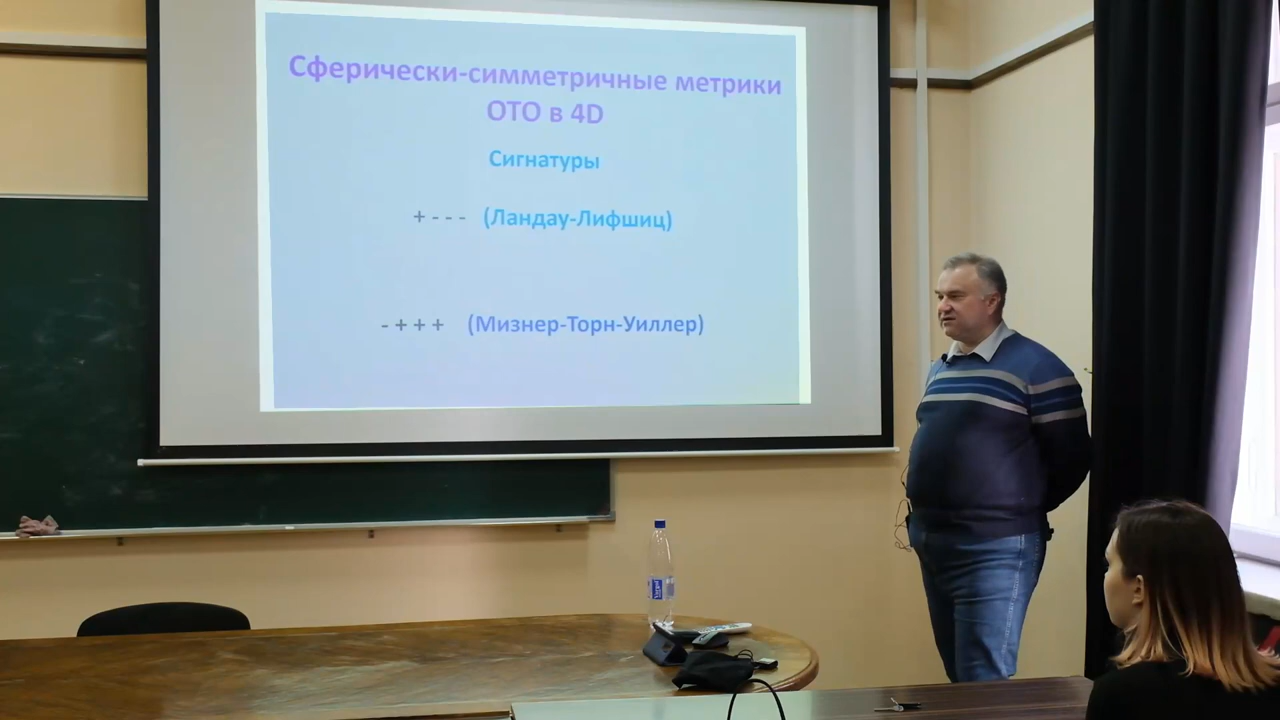 Сферически-симметричные метрики
ОТО в 4D
Сигнатуры
+ - - - (Ландау-Лифшиц)
- + + + (Мизнер-Торн-Уиллер)